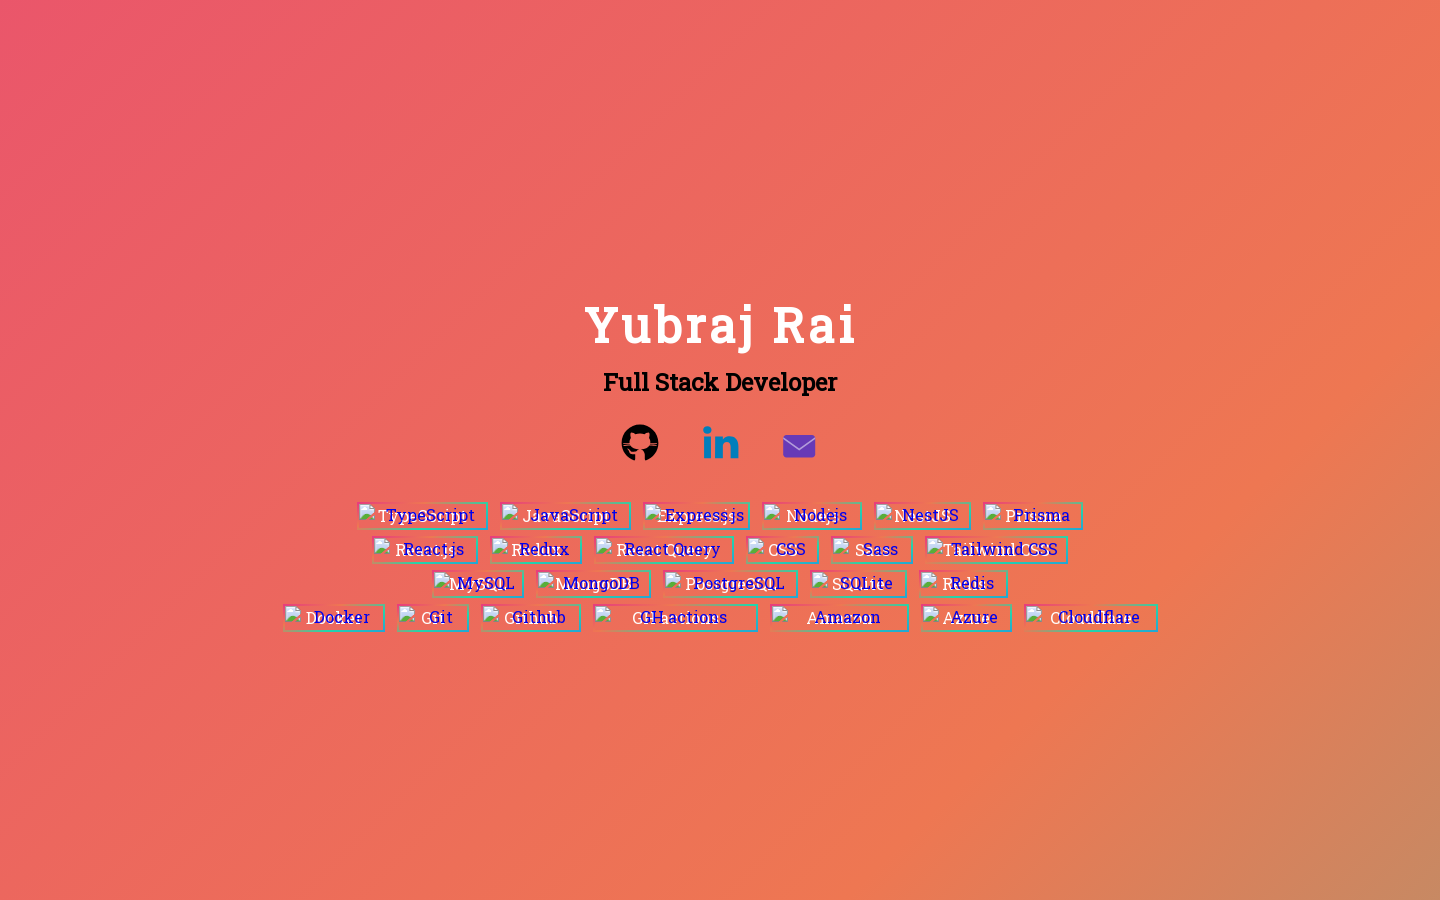 Yubraj Rai
Full Stack Developer
in
TypeScript JavaScript Express.js Nodejs NestJS Prisma
React.js Redux React Query CSS Sass Tailwind CSS
MySQL MongoDB PostgreSQL SQLite Redis
Docker Git Github GH actions Amazon Azure Cloudflare